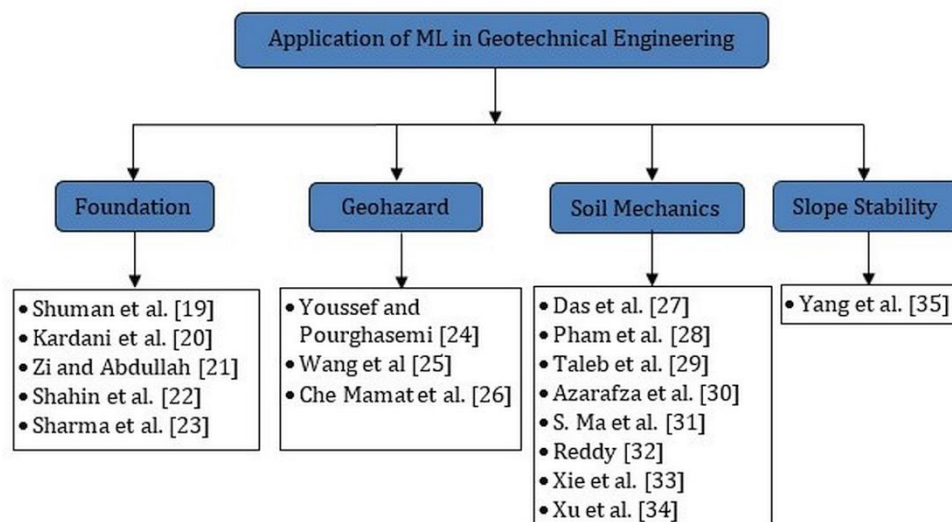 Application of ML in Geotechnical Engineering
Foundation
Geohazard
Soil Mechanics
Slope Stability
• Shuman et al. [19]
• Kardani et al. [20]
• Zi and Abdullah [21]
• Shahin et al. [22]
• Sharma et al. [23]
• Youssef and
Pourghasemi [24]
• Wang et al [25]
• Che Mamat et al. [26]
• Das et al. [27]
• Pham et al. [28]
• Taleb et al. [29]
• Azarafza et al. [30]
• S. Ma et al. [31]
• Reddy [32]
• Xie et al. [33]
• Xu et al. [34]
• Yang et al. [35]